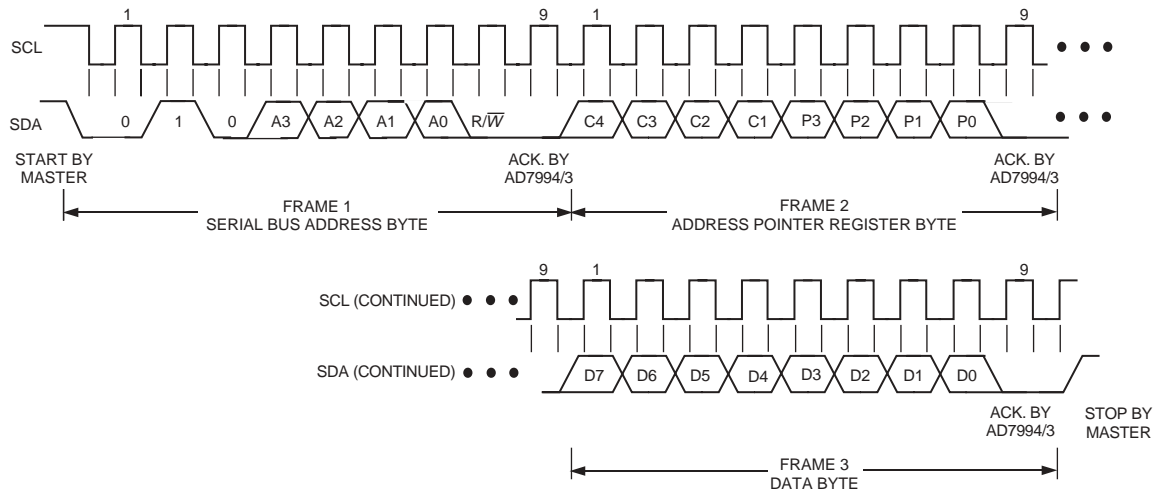 1 9 1 9
SCL
SDA 0 1 0 A3 A2 A1 A0 R/W̅ C4 C3 C2 C1 P3 P2 P1 P0
START BY
MASTER
ACK. BY
AD7994/3
ACK. BY
AD7994/3
FRAME 1
SERIAL BUS ADDRESS BYTE
FRAME 2
ADDRESS POINTER REGISTER BYTE
9 1 9
SCL (CONTINUED)
SDA (CONTINUED) D7 D6 D5 D4 D3 D2 D1 D0
ACK. BY
AD7994/3
STOP BY
MASTER
FRAME 3
DATA BYTE